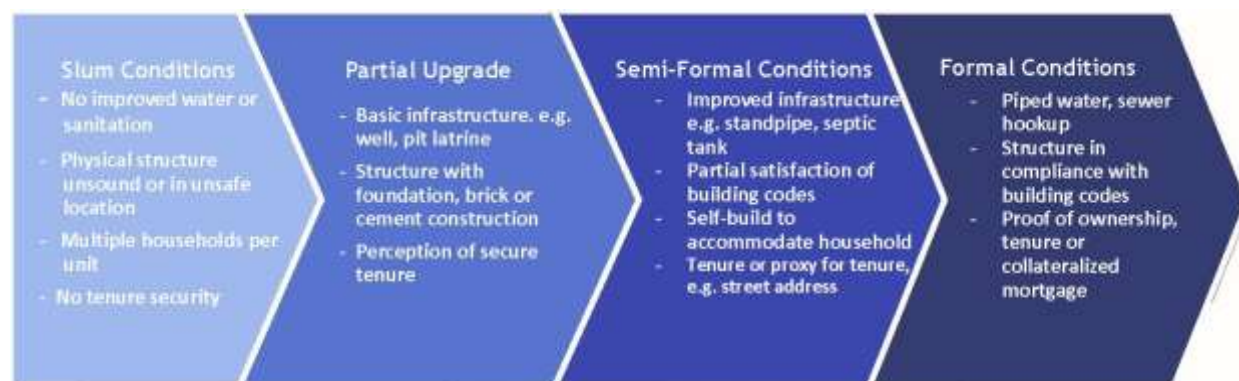 Slum Conditions
- No improved water or
sanitation
- Physical structure
unsound or in unsafe
location
- Multiple households per
unit
- No tenure security
Partial Upgrade
- Basic infrastructure. e.g.
well, pit latrine
- Structure with
foundation, brick or
cement construction
- Perception of secure
tenure
Semi-Formal Conditions
- Improved infrastructure
e.g. standpipe, septic
tank
- Partial satisfaction of
building codes
- Self-build to
accommodate household
- Tenure or proxy for tenure,
e.g. street address
Formal Conditions
- Piped water, sewer
hookup
- Structure in
compliance with
building codes
- Proof of ownership,
tenure or
collateralized
mortgage